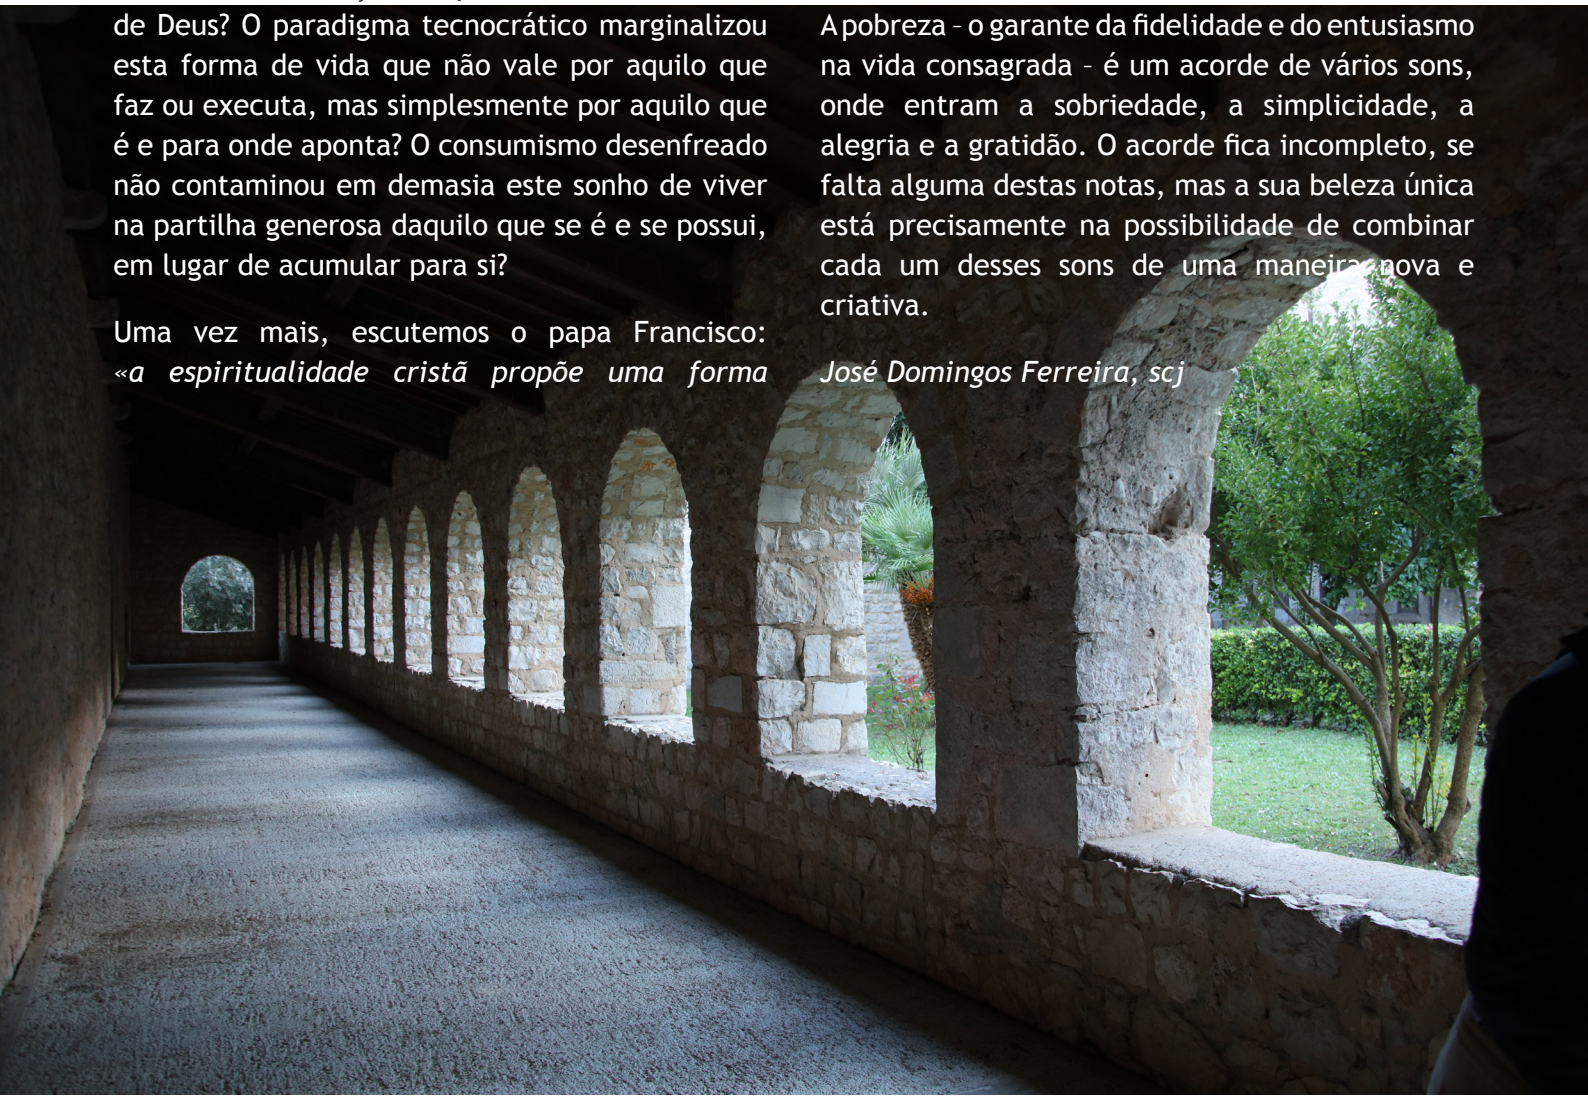 de Deus? O paradigma tecnocrático marginalizou
esta forma de vida que não vale por aquilo que
faz ou executa, mas simplesmente por aquilo que
é e para onde aponta? O consumismo desenfreado
não contaminou em demasia este sonho de viver
na partilha generosa daquilo que se é e se possui,
em lugar de acumular para si?
Uma vez mais, escutemos o papa Francisco:
«a espiritualidade cristã propõe uma forma
A pobreza – o garante da fidelidade e do entusiasmo
na vida consagrada – é um acorde de vários sons,
onde entram a sobriedade, a simplicidade, a
alegria e a gratidão. O acorde fica incompleto, se
falta alguma destas notas, mas a sua beleza única
está precisamente na possibilidade de combinar
cada um desses sons de uma maneira nova e
criativa.
José Domingos Ferreira, scj